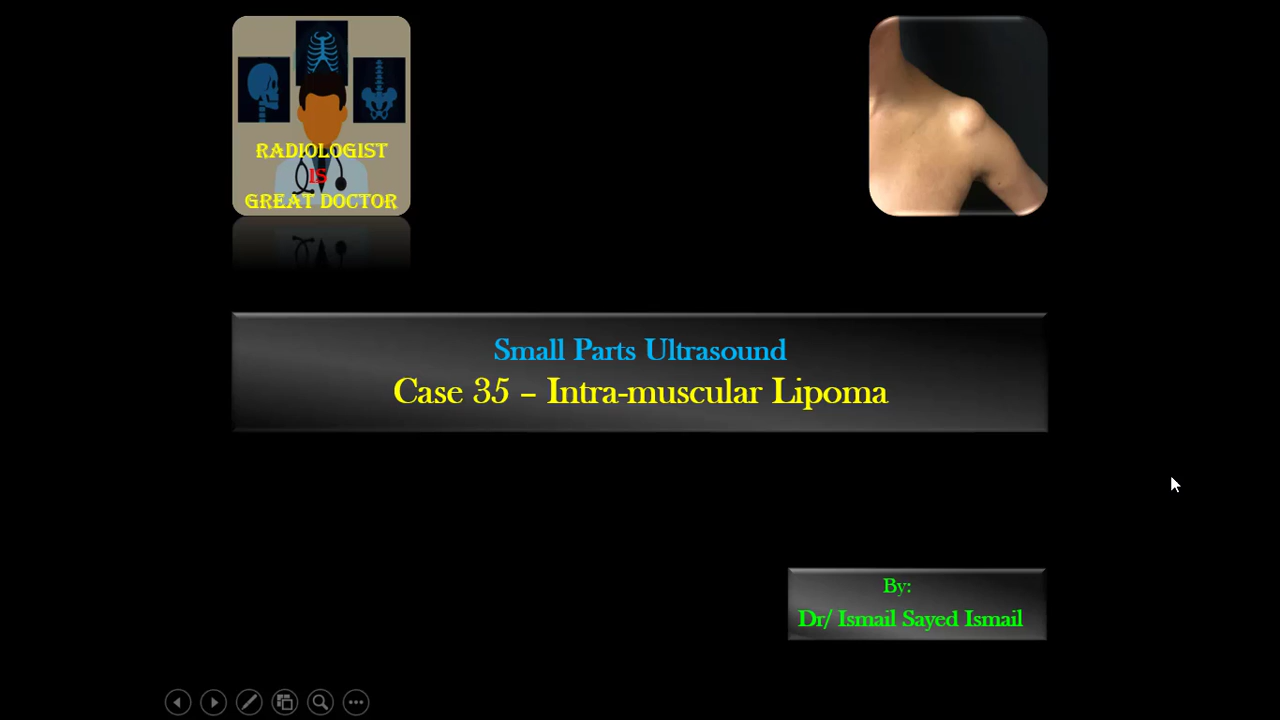 RADIOLOGIST
IS
GREAT DOCTOR
Small Parts Ultrasound
Case 35 – Intra-muscular Lipoma
By:
Dr/ Ismail Sayed Ismail